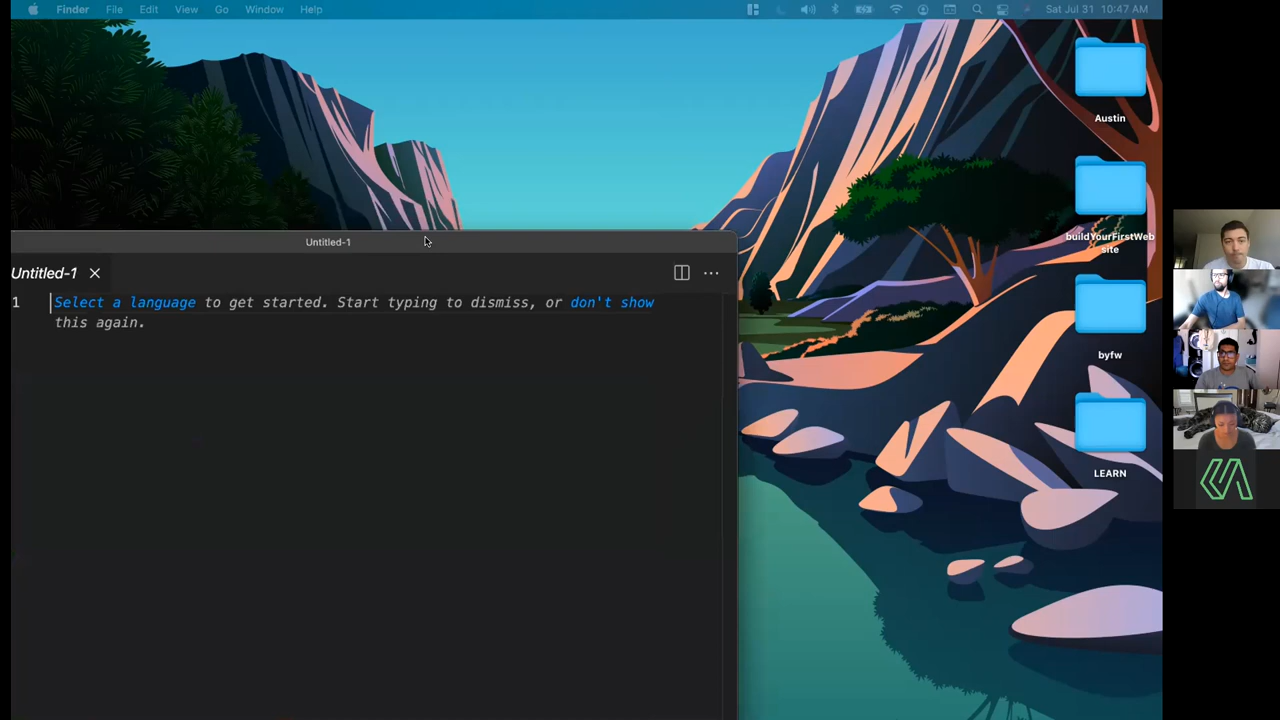 Finder File Edit View Go Window Help
Sat Jul 31 10:47 AM
Austin
buildYourFirstWeb
site
byfw
LEARN
Untitled-1
Untitled-1
1 Select a language to get started. Start typing to dismiss, or don't show
this again.